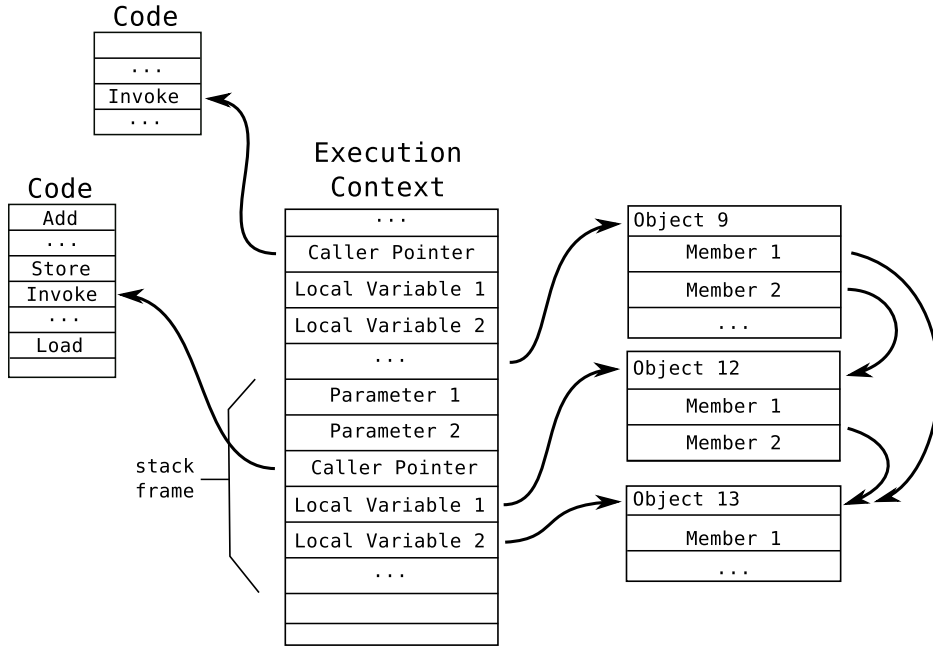 Code
...
Invoke
...
Code
Add
...
Store
Invoke
...
Load
stack
frame
Execution
Context
...
Caller Pointer
Local Variable 1
Local Variable 2
...
Parameter 1
Parameter 2
Caller Pointer
Local Variable 1
Local Variable 2
...
Object 9
Member 1
Member 2
...
Object 12
Member 1
Member 2
Object 13
Member 1
...